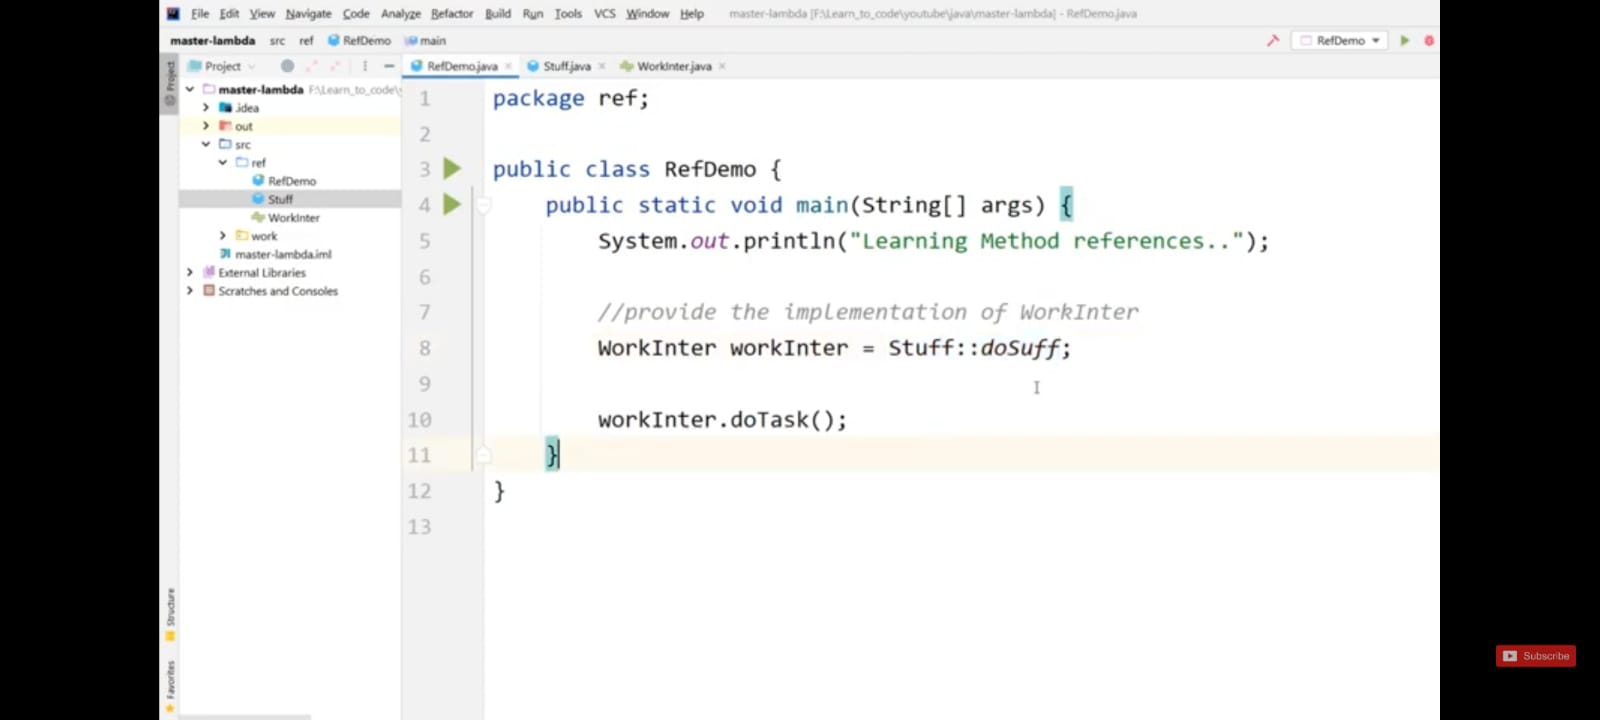 File Edit View Navigate Code Analyze Refactor Build Run Tools VCS Window Help master-lambda [F:\Learn_to_code\youtube\java\master-lambda] - RefDemo.java
master-lambda src ref RefDemo main
RefDemo
Project
Project
RefDemo.java Stuff.java WorkInter.java
master-lambda F:\Learn_to_code\
.idea
out
src
ref
RefDemo
Stuff
WorkInter
work
master-lambda.iml
External Libraries
Scratches and Consoles
1 package ref;
2
3 public class RefDemo {
4 public static void main(String[] args) {
5 System.out.println("Learning Method references..");
6
7 //provide the implementation of WorkInter
8 WorkInter workInter = Stuff::doSuff;
9
10 workInter.doTask();
11 }
12 }
13
Structure
Favorites
Subscribe